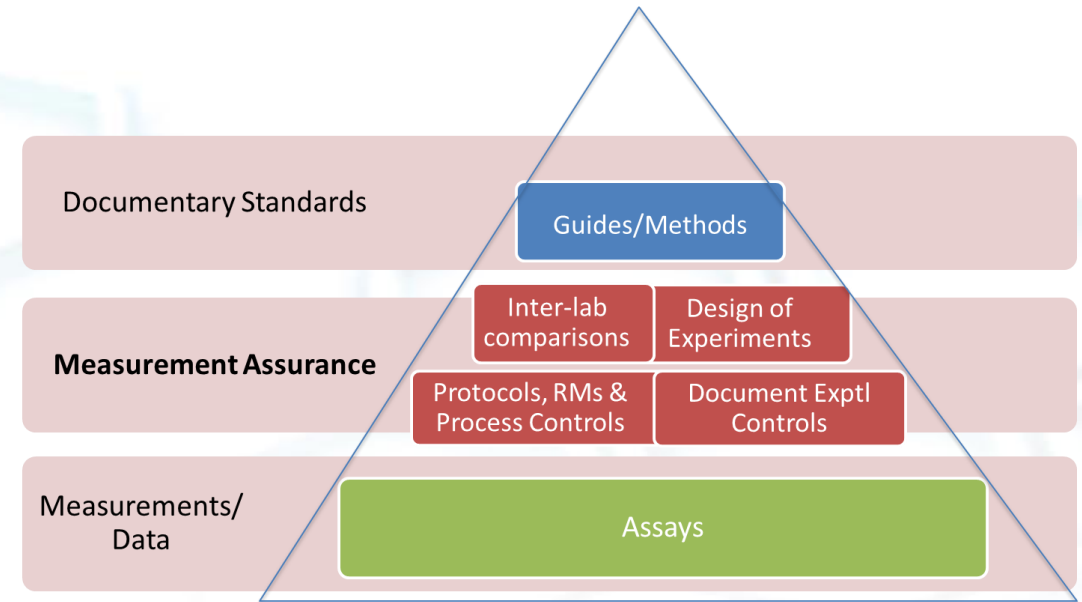 Documentary Standards
Guides/Methods
Measurement Assurance
Inter-lab
comparisons
Design of
Experiments
Protocols, RMs &
Process Controls
Document Exptl
Controls
Measurements/
Data
Assays